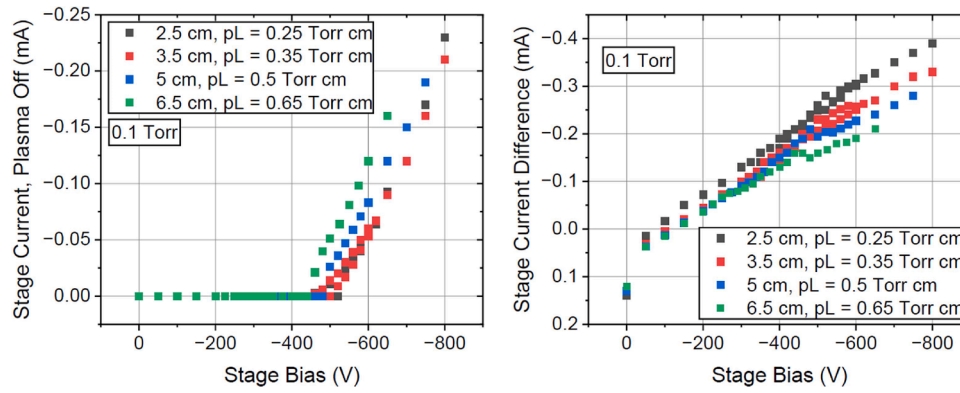 Stage Current, Plasma Off (mA)
−0.25
−0.20
−0.15
−0.10
−0.05
0.00
2.5 cm, pL = 0.25 Torr cm
3.5 cm, pL = 0.35 Torr cm
5 cm, pL = 0.5 Torr cm
6.5 cm, pL = 0.65 Torr cm
0.1 Torr
0 −200 −400 −600 −800
Stage Bias (V)
Stage Current Difference (mA)
−0.4
−0.3
−0.2
−0.1
0.0
0.1
0.2
0.1 Torr
2.5 cm, pL = 0.25 Torr cm
3.5 cm, pL = 0.35 Torr cm
5 cm, pL = 0.5 Torr cm
6.5 cm, pL = 0.65 Torr cm
0 −200 −400 −600 −800
Stage Bias (V)